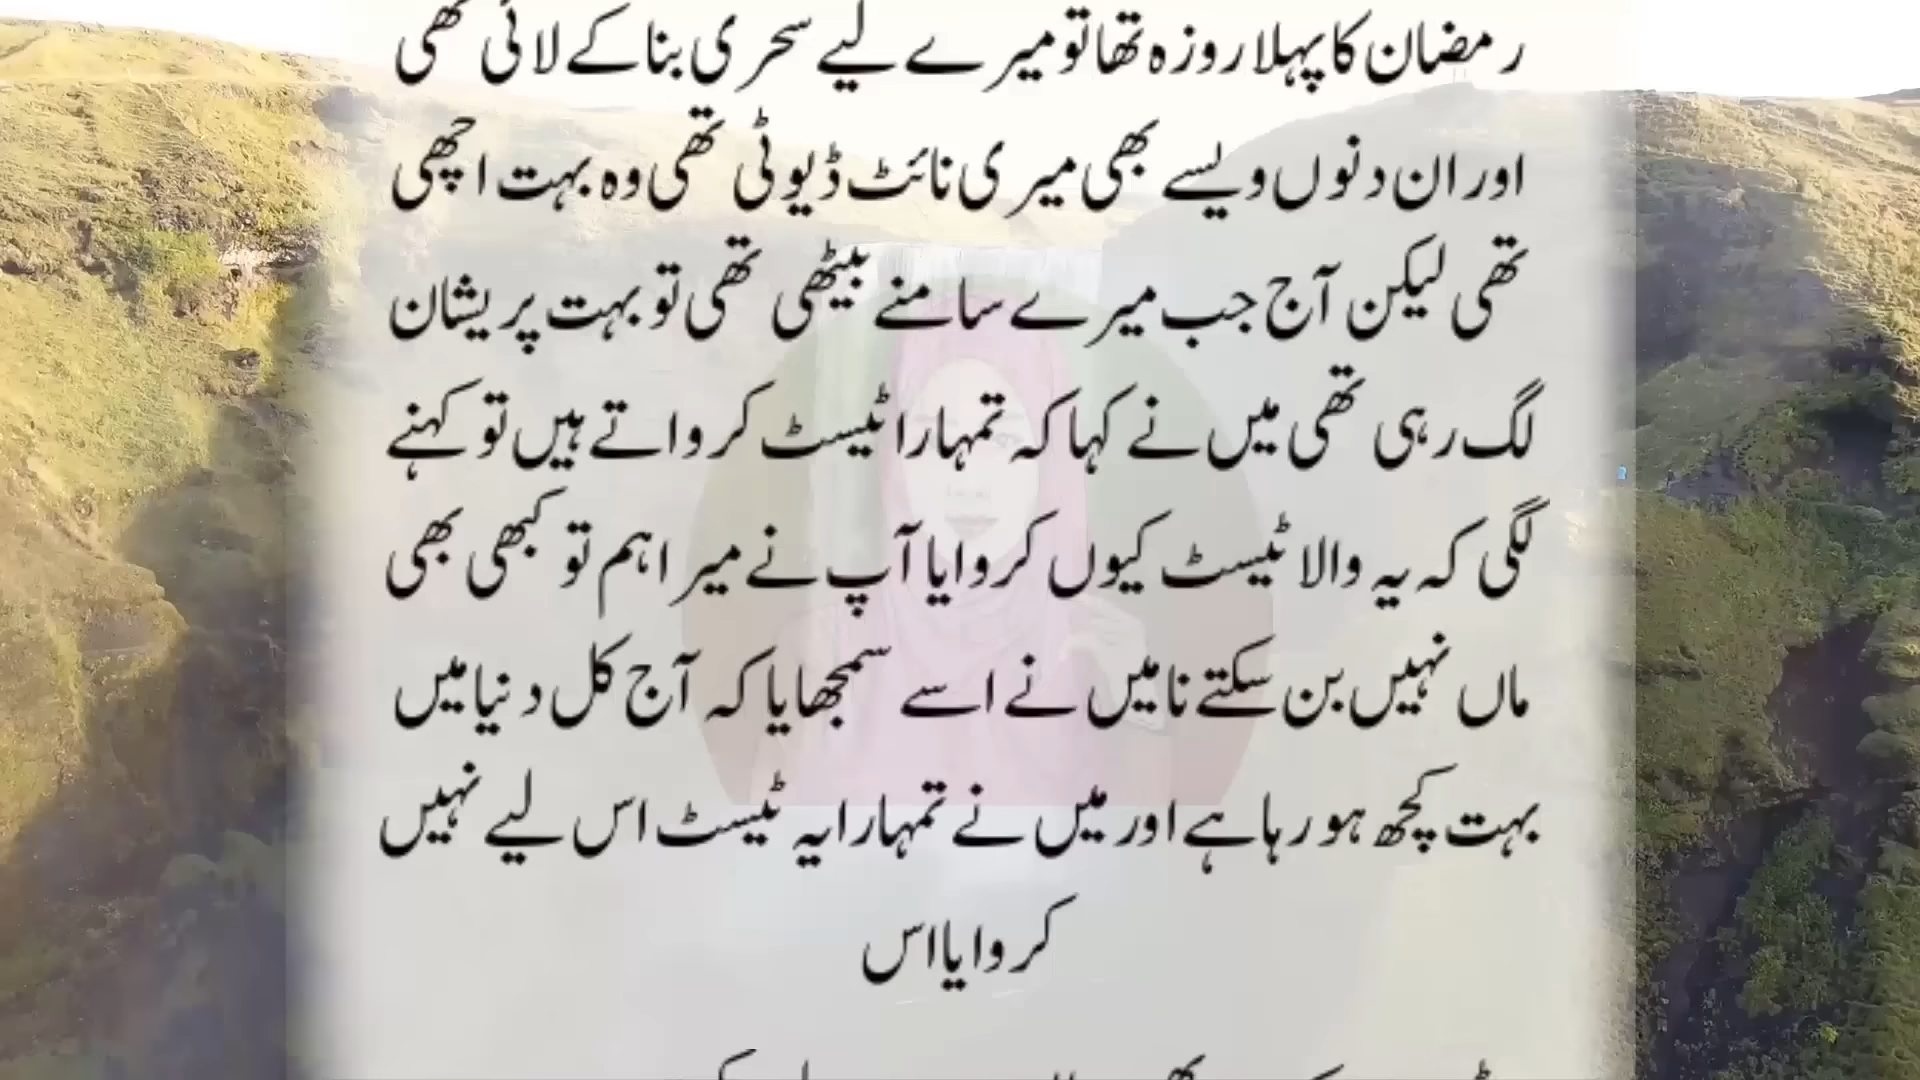 رمضان کا پہلا روزہ تھا تو میرے لیے سحری بنا کے لائی تھی
اور ان دنوں ویسے بھی میری نائٹ ڈیوٹی تھی وہ بہت اچھی
تھی لیکن آج جب میرے سامنے بیٹھی تھی تو بہت پریشان
لگ رہی تھی میں نے کہا کہ تمہارا ٹیسٹ کرواتے ہیں تو کہنے
لگی کہ یہ والا ٹیسٹ کیوں کروایا آپ نے میرا ہم تو کبھی بھی
ماں نہیں بن سکتے نا میں نے اسے سمجھایا کہ آج کل دنیا میں
بہت کچھ ہو رہا ہے اور میں نے تمہارا یہ ٹیسٹ اس لیے نہیں
کروایا اس